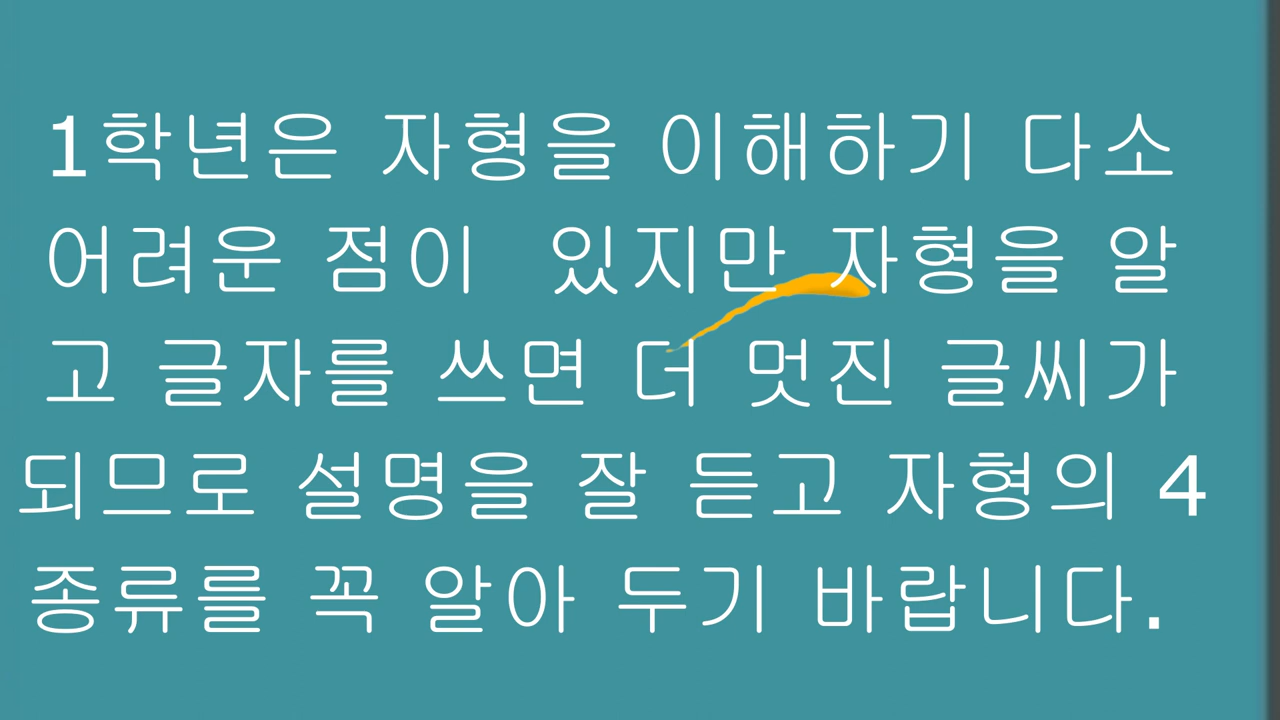 1학년은 자형을 이해하기 다소
어려운 점이  있지만 자형을 알
고 글자를 쓰면 더 멋진 글씨가
되므로 설명을 잘 듣고 자형의 4
종류를 꼭 알아 두기 바랍니다.